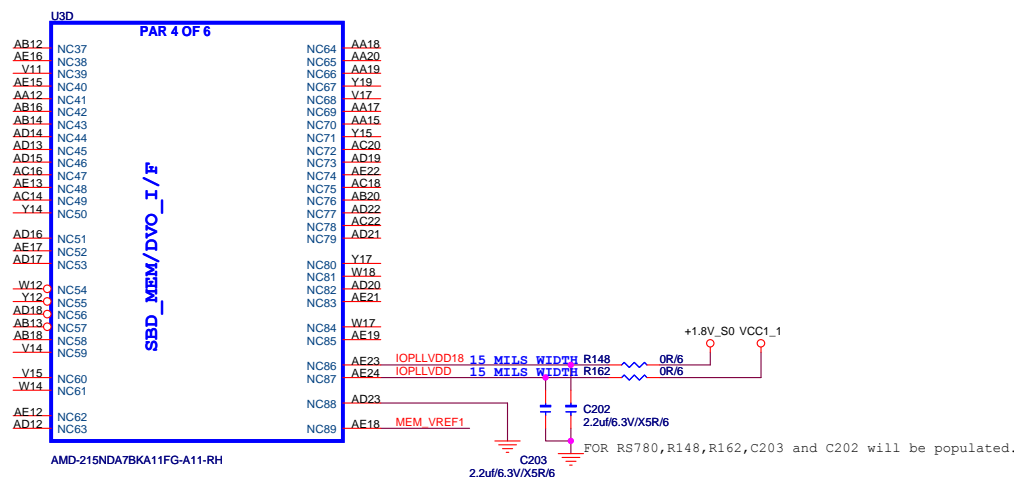 U3D
PAR 4 OF 6
AB12 NC37 NC64 AA18
AE16 NC38 NC65 AA20
V11 NC39 NC66 AA19
AE15 NC40 NC67 Y19
AA12 NC41 NC68 V17
AB16 NC42 NC69 AA17
AB14 NC43 NC70 AA15
AD14 NC44 NC71 Y15
AD13 NC45 NC72 AC20
AD15 NC46 NC73 AD19
AC16 NC47 NC74 AE22
AE13 NC48 NC75 AC18
AC14 NC49 NC76 AB20
Y14 NC50 NC77 AD22
NC78 AC22
AD16 NC51 NC79 AD21
AE17 NC52
AD17 NC53 NC80 Y17
NC81 W18
W12 NC54 NC82 AD20
Y12 NC55 NC83 AE21
AD18 NC56
AB13 NC57 NC84 W17
AB18 NC58 NC85 AE19
V14 NC59
SBD_MEM/DVO_I/F
+1.8V_S0 VCC1_1
NC86 AE23 IOPLLVDD18 15 MILS WIDTH R148 0R/6
V15 NC60 NC87 AE24 IOPLLVDD 15 MILS WIDTH R162 0R/6
W14 NC61
NC88 AD23
AE12 NC62
AD12 NC63 NC89 AE18 MEM_VREF1
C202
2.2uf/6.3V/X5R/6
FOR RS780,R148,R162,C203 and C202 will be populated.
AMD-215NDA7BKA11FG-A11-RH
C203
2.2uf/6.3V/X5R/6